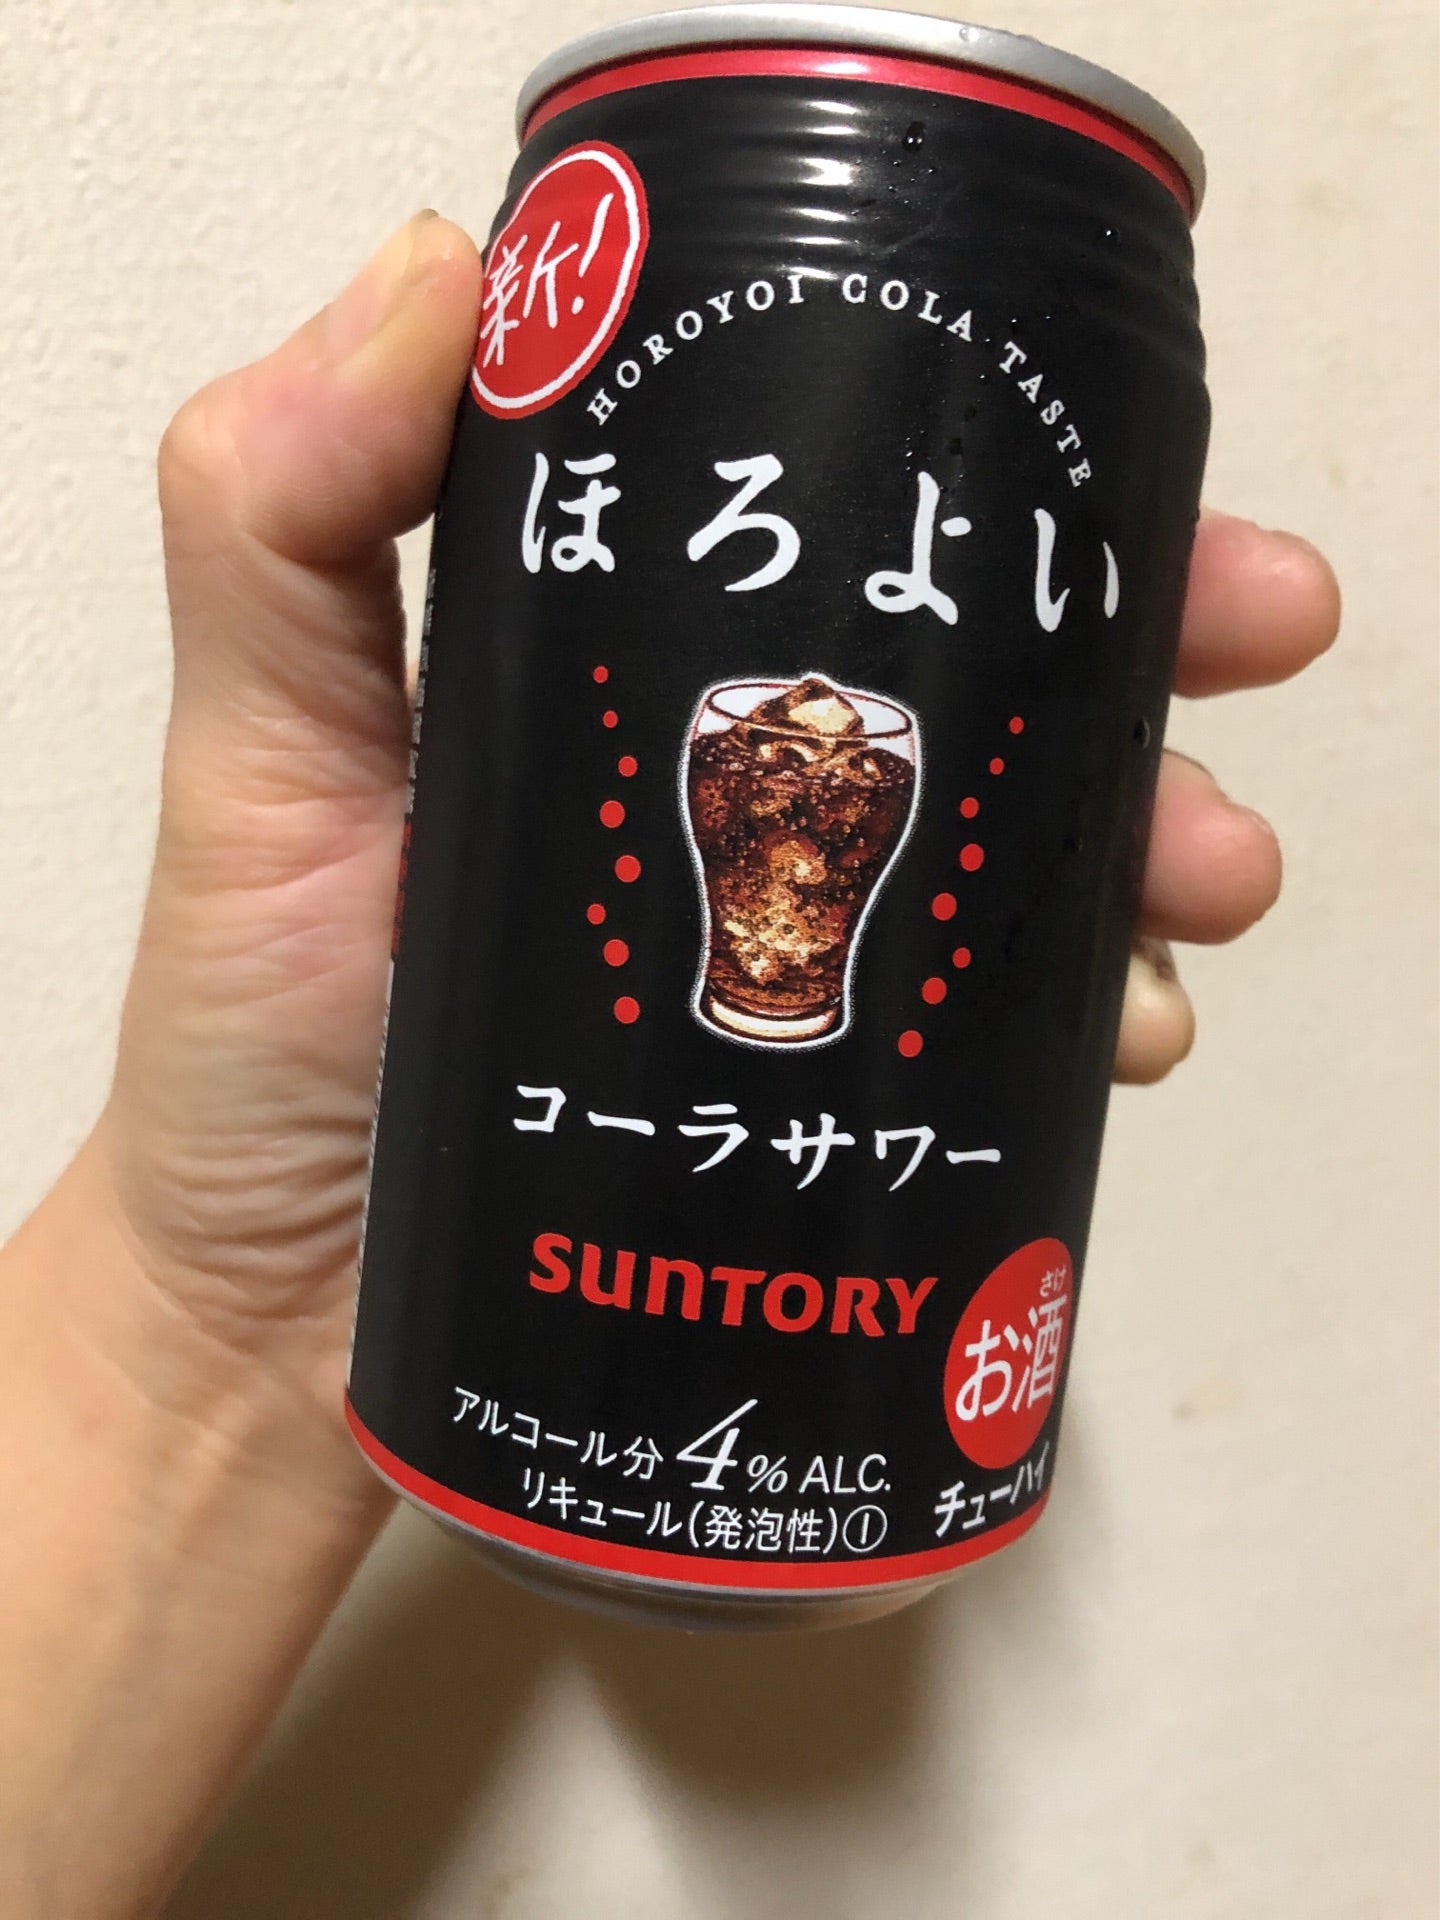 新!
HOROYOI COLA TASTE
ほろよい
コーラサワー
SUNTORY
さけ
お酒
アルコール分 4% ALC.
リキュール(発泡性)①
チューハイ